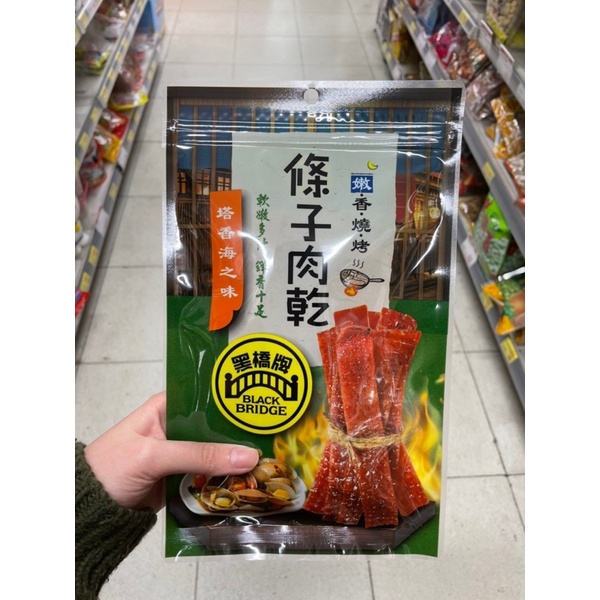 嫩·香·燒·烤
條子肉乾
軟嫩多
鮮香十足
塔香海之味
黑橋牌
BLACK
BRIDGE